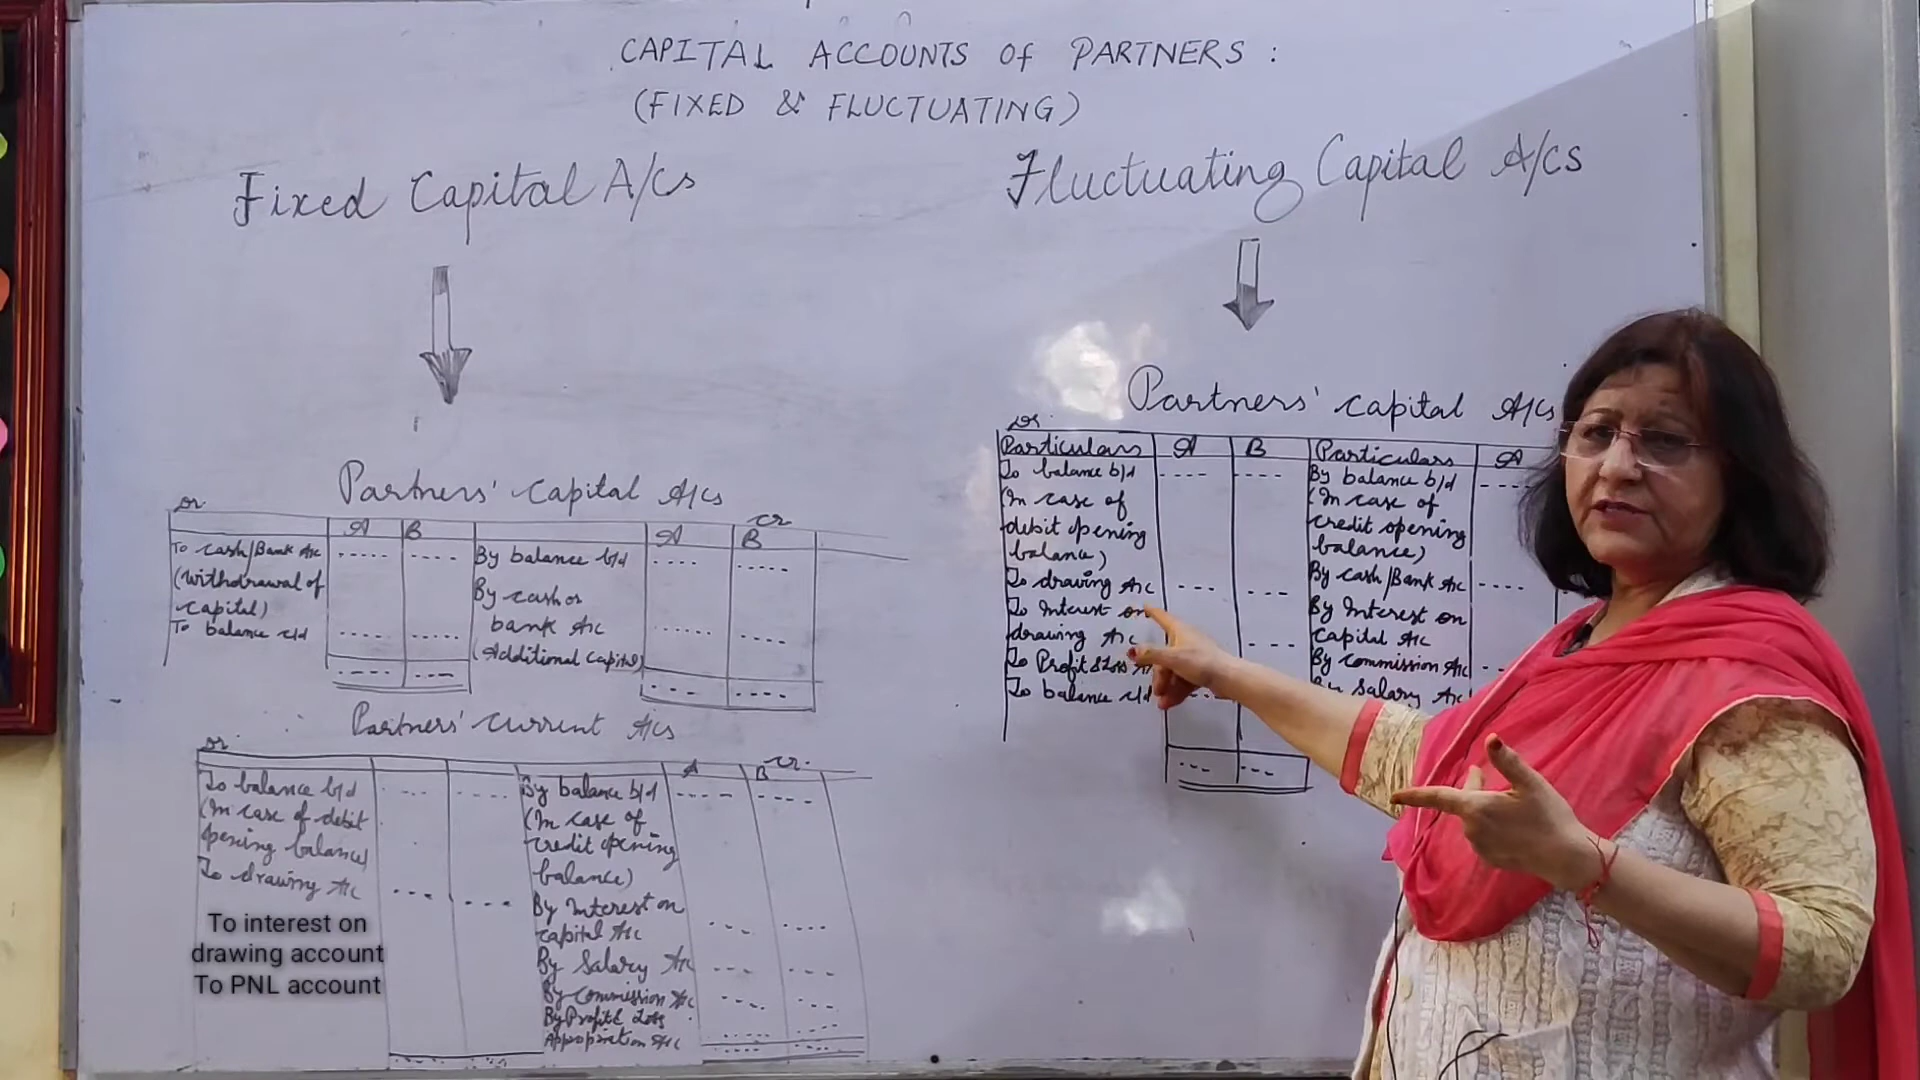 CAPITAL ACCOUNTS Of PARTNERS :
(FIXED & FLUCTUATING)
Fixed Capital A/cs
Partners' Capital A/cs
Dr
Cr
A B A B
To cash/Bank A/c
(Withdrawal of
capital)
To balance c/d
By balance b/d
By cash or
bank A/c
(Additional Capital)
Partners' current A/cs
Dr
Cr.
A B
To balance b/d
(In case of debit
opening balance)
To drawing A/c
To interest on
drawing account
To PNL account
By balance b/d
(In case of
credit opening
balance)
By Interest on
capital A/c
By Salary A/c
By Commission A/c
By Profit & Loss
Appropriation A/c
Fluctuating Capital A/cs
Partners' capital A/cs
Dr
Particulars A B Particulars A
To balance b/d
(In case of
debit opening
balance)
To drawing A/c
To Interest on
drawing A/c
To Profit & Loss
To balance c/d
By balance b/d
(In case of
credit opening
balance)
By cash/Bank A/c
By Interest on
capital A/c
By Commission A/c
By Salary A/c